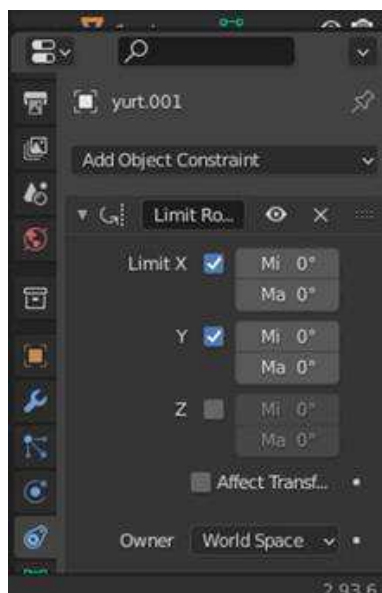 yurt.001
Add Object Constraint
Limit Ro...
Limit X Mi 0°
Ma 0°
Y Mi 0°
Ma 0°
Z Mi 0°
Ma 0°
Affect Transf...
Owner World Space
2.93.6